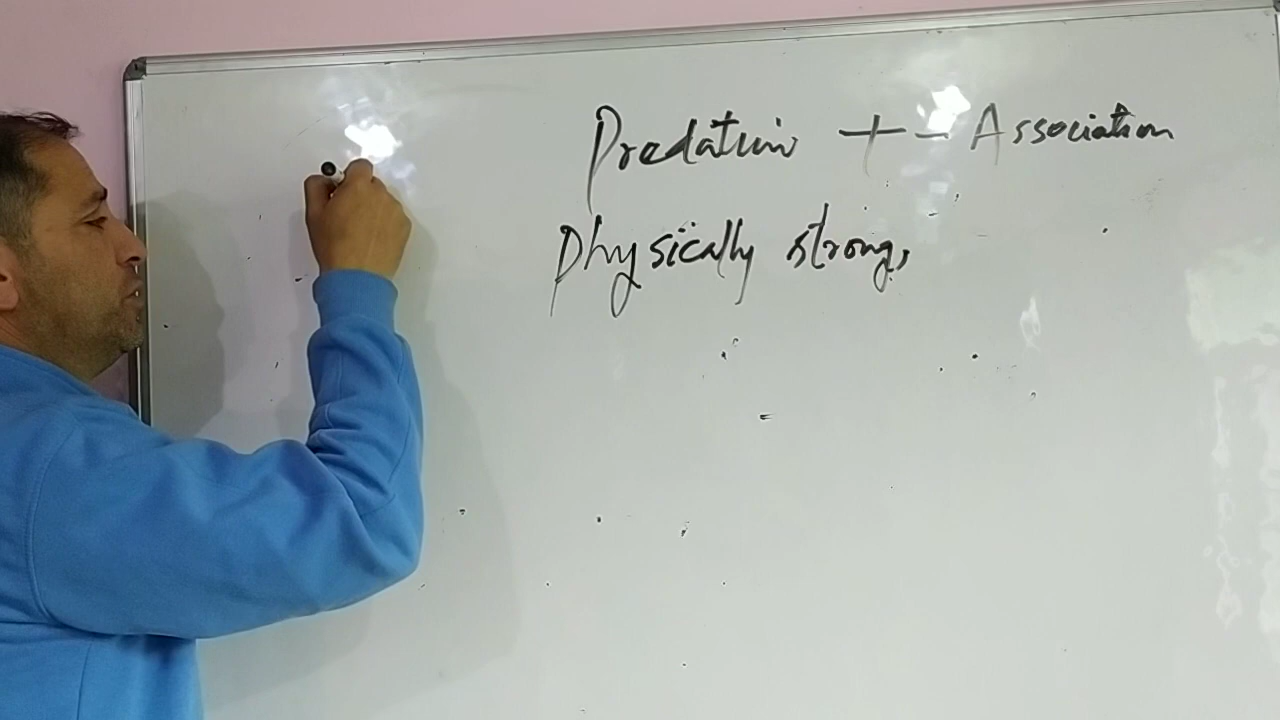 Predation + - Association
Physically strong,